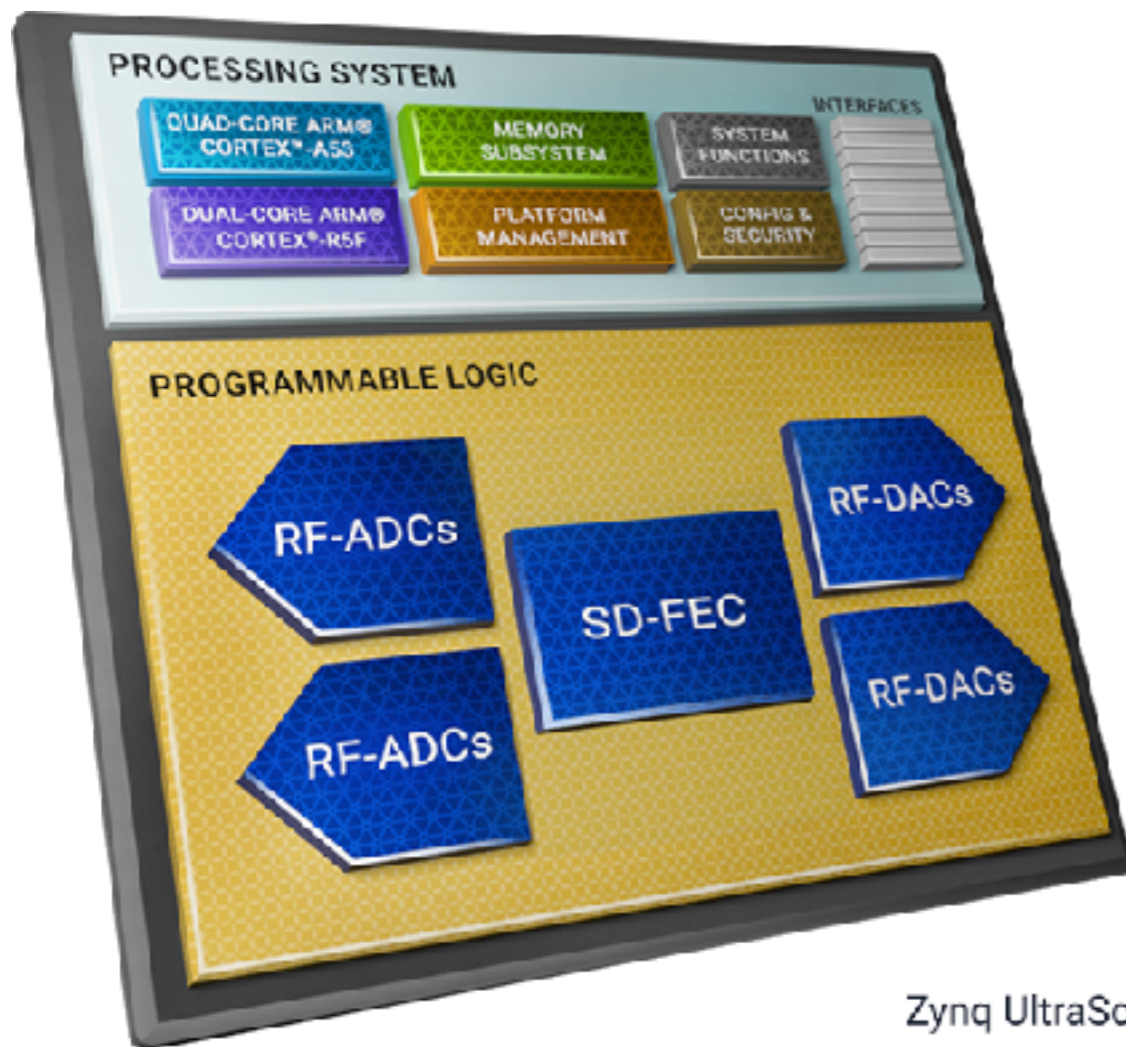 PROCESSING SYSTEM
INTERFACES
QUAD-CORE ARM®
CORTEX™-A53
MEMORY
SUBSYSTEM
SYSTEM
FUNCTIONS
DUAL-CORE ARM®
CORTEX®-R5F
PLATFORM
MANAGEMENT
CONFIG &
SECURITY
PROGRAMMABLE LOGIC
RF-ADCs
RF-DACs
SD-FEC
RF-ADCs
RF-DACs
Zynq UltraSc